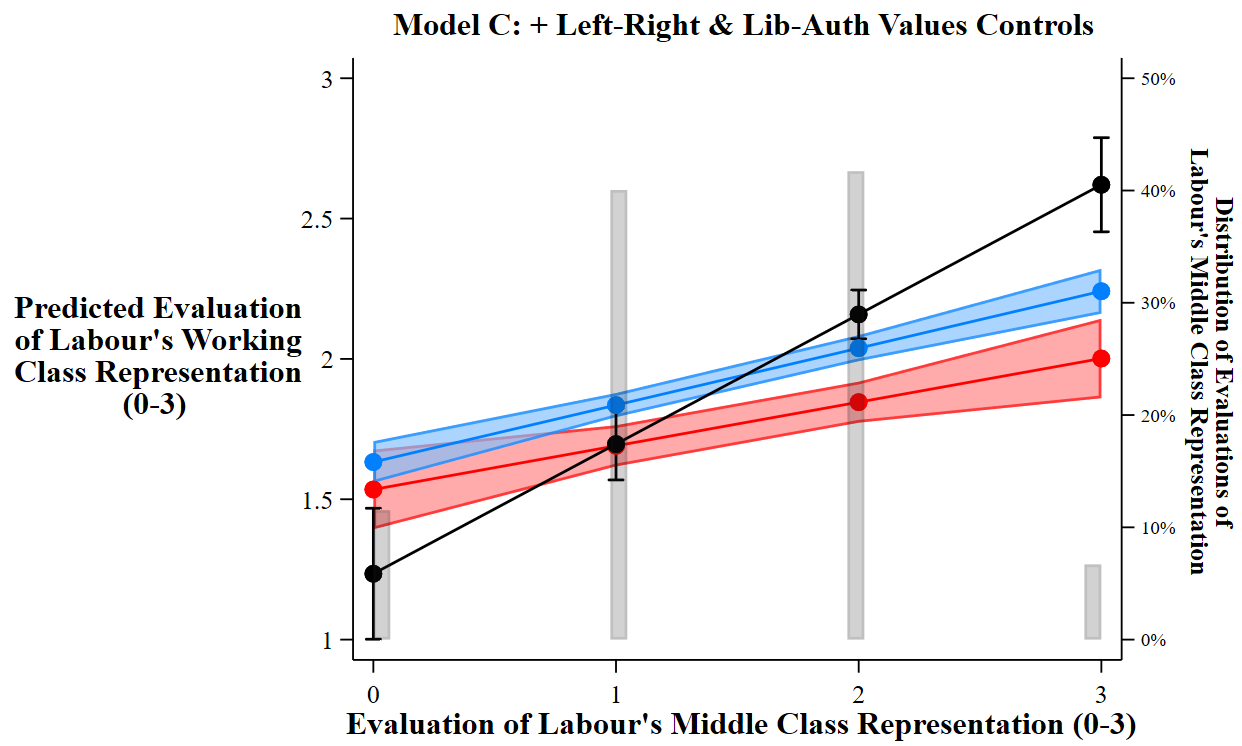 Model C: + Left-Right & Lib-Auth Values Controls
3
2.5
2
1.5
1
Predicted Evaluation
of Labour's Working
Class Representation
(0-3)
50%
40%
30%
20%
10%
0%
Distribution of Evaluations of
Labour's Middle Class Representation
0
1
2
3
Evaluation of Labour's Middle Class Representation (0-3)